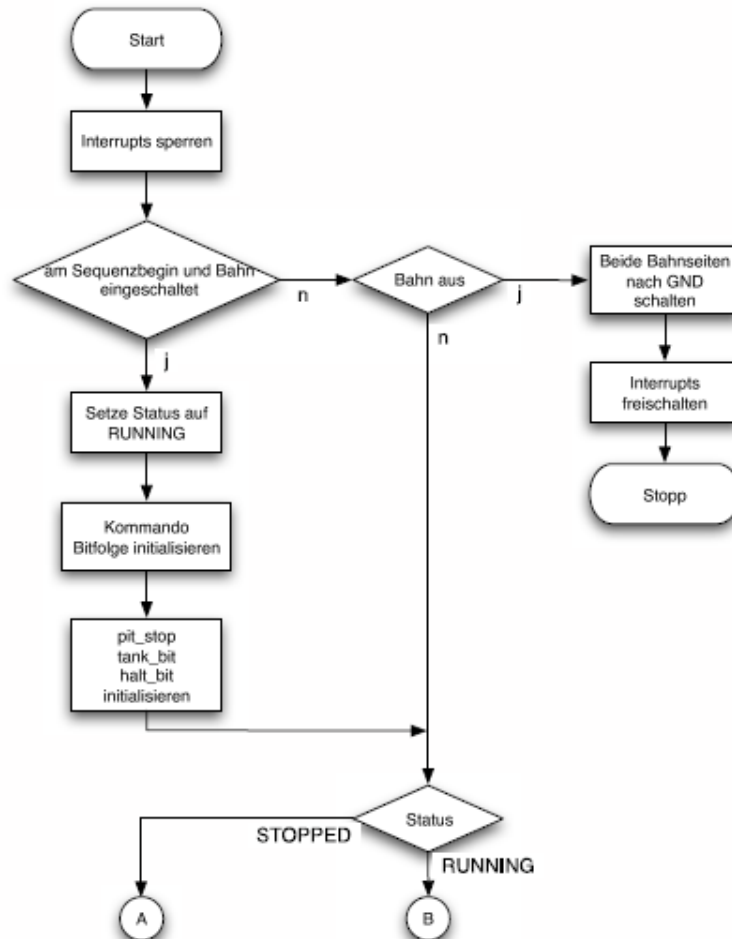 Start
Interrupts sperren
am Sequenzbegin und Bahn
eingeschaltet
n
j
Bahn aus
j
n
Beide Bahnseiten
nach GND
schalten
Interrupts
freischalten
Stopp
Setze Status auf
RUNNING
Kommando
Bitfolge initialisieren
pit_stop
tank_bit
halt_bit
initialisieren
Status
STOPPED
RUNNING
A
B